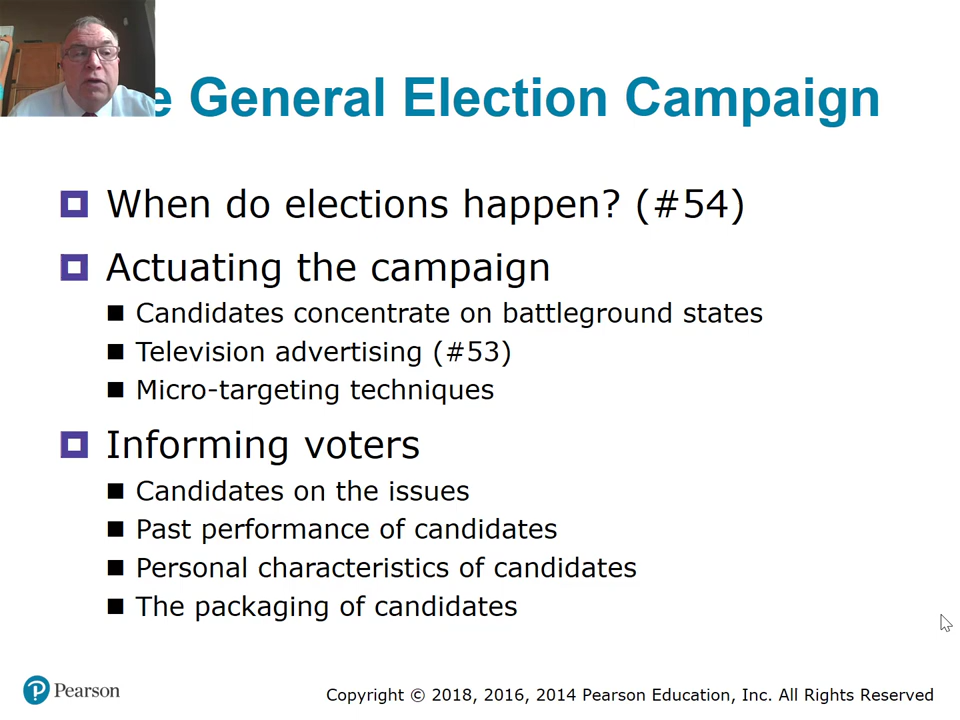 e General Election Campaign
When do elections happen? (#54)
Actuating the campaign
Candidates concentrate on battleground states
Television advertising (#53)
Micro-targeting techniques
Informing voters
Candidates on the issues
Past performance of candidates
Personal characteristics of candidates
The packaging of candidates
Pearson
Copyright © 2018, 2016, 2014 Pearson Education, Inc. All Rights Reserved